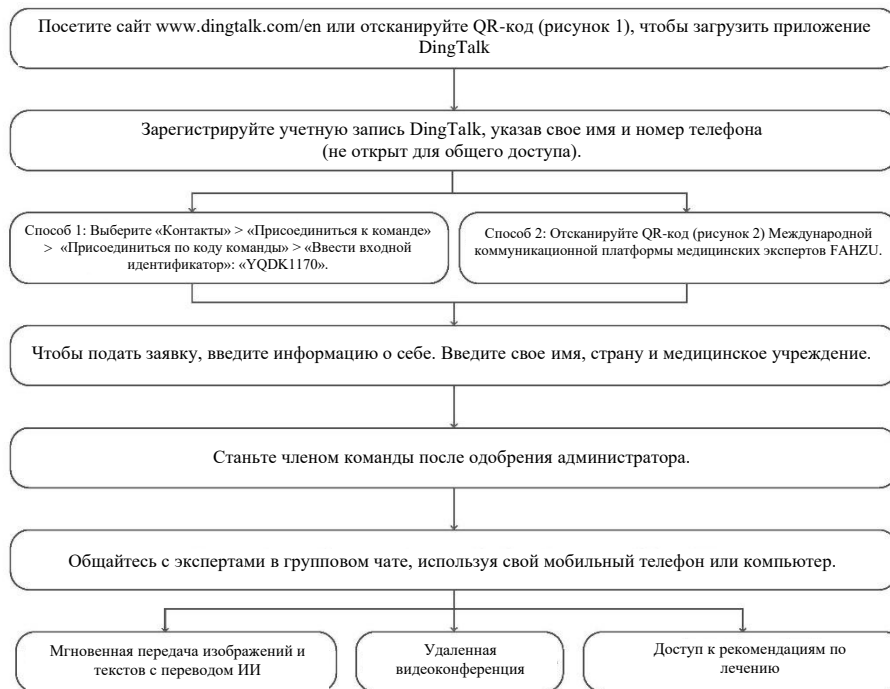 Посетите сайт www.dingtalk.com/en или отсканируйте QR-код (рисунок 1), чтобы загрузить приложение
DingTalk
Зарегистрируйте учетную запись DingTalk, указав свое имя и номер телефона
(не открыт для общего доступа).
Способ 1: Выберите «Контакты» > «Присоединиться к команде»
> «Присоединиться по коду команды» > «Ввести входной
идентификатор»: «YQDK1170».
Способ 2: Отсканируйте QR-код (рисунок 2) Международной
коммуникационной платформы медицинских экспертов FAHZU.
Чтобы подать заявку, введите информацию о себе. Введите свое имя, страну и медицинское учреждение.
Станьте членом команды после одобрения администратора.
Общайтесь с экспертами в групповом чате, используя свой мобильный телефон или компьютер.
Мгновенная передача изображений и
текстов с переводом ИИ
Удаленная
видеоконференция
Доступ к рекомендациям по
лечению